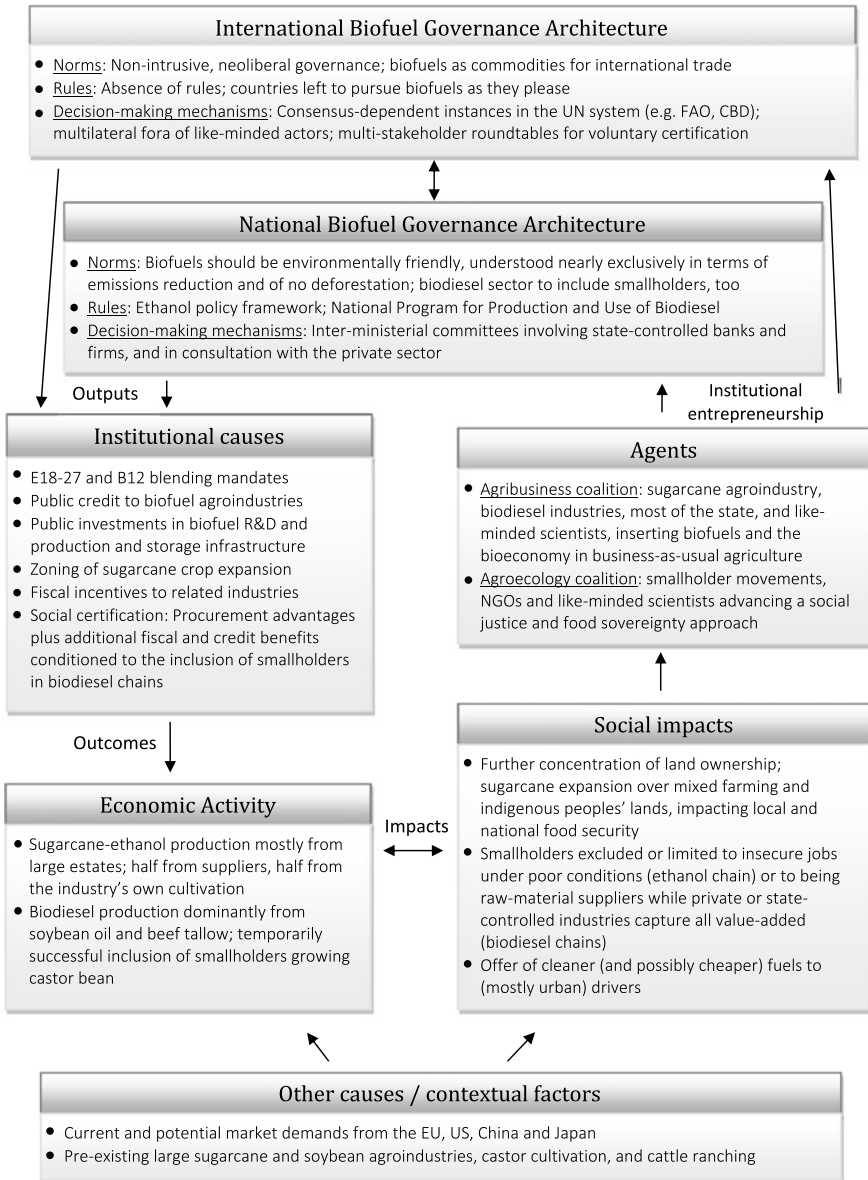 International Biofuel Governance Architecture
• Norms: Non-intrusive, neoliberal governance; biofuels as commodities for international trade
• Rules: Absence of rules; countries left to pursue biofuels as they please
• Decision-making mechanisms: Consensus-dependent instances in the UN system (e.g. FAO, CBD);
multilateral fora of like-minded actors; multi-stakeholder roundtables for voluntary certification
National Biofuel Governance Architecture
• Norms: Biofuels should be environmentally friendly, understood nearly exclusively in terms of
emissions reduction and of no deforestation; biodiesel sector to include smallholders, too
• Rules: Ethanol policy framework; National Program for Production and Use of Biodiesel
• Decision-making mechanisms: Inter-ministerial committees involving state-controlled banks and
firms, and in consultation with the private sector
Outputs
Institutional causes
• E18-27 and B12 blending mandates
• Public credit to biofuel agroindustries
• Public investments in biofuel R&D and
production and storage infrastructure
• Zoning of sugarcane crop expansion
• Fiscal incentives to related industries
• Social certification: Procurement advantages
plus additional fiscal and credit benefits
conditioned to the inclusion of smallholders
in biodiesel chains
Institutional
entrepreneurship
Agents
• Agribusiness coalition: sugarcane agroindustry,
biodiesel industries, most of the state, and like-
minded scientists, inserting biofuels and the
bioeconomy in business-as-usual agriculture
• Agroecology coalition: smallholder movements,
NGOs and like-minded scientists advancing a social
justice and food sovereignty approach
Outcomes
Economic Activity
• Sugarcane-ethanol production mostly from
large estates; half from suppliers, half from
the industry's own cultivation
• Biodiesel production dominantly from
soybean oil and beef tallow; temporarily
successful inclusion of smallholders growing
castor bean
Impacts
Social impacts
• Further concentration of land ownership;
sugarcane expansion over mixed farming and
indigenous peoples' lands, impacting local and
national food security
• Smallholders excluded or limited to insecure jobs
under poor conditions (ethanol chain) or to being
raw-material suppliers while private or state-
controlled industries capture all value-added
(biodiesel chains)
• Offer of cleaner (and possibly cheaper) fuels to
(mostly urban) drivers
Other causes / contextual factors
• Current and potential market demands from the EU, US, China and Japan
• Pre-existing large sugarcane and soybean agroindustries, castor cultivation, and cattle ranching